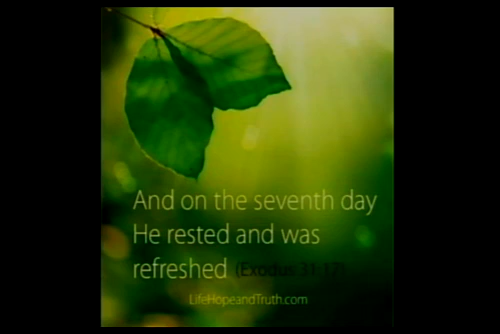 And on the seventh day
He rested and was
refreshed (Exodus 31:17)
LifeHopeandTruth.com